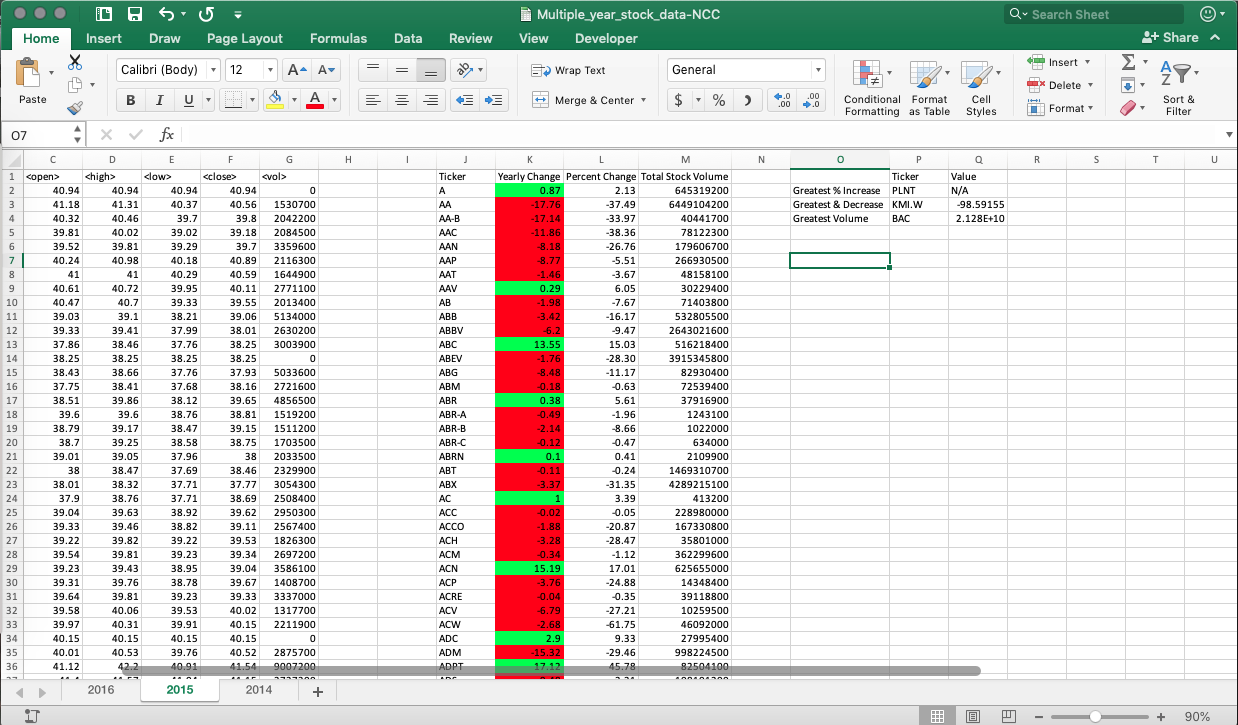 Multiple_year_stock_data-NCC
Search Sheet
Home Insert Draw Page Layout Formulas Data Review View Developer
Share
Paste
Calibri (Body) 12
B I U
Wrap Text
Merge & Center
General
$ % )
Conditional Formatting
Format as Table
Cell Styles
Insert
Delete
Format
Sort & Filter
O7 fx
C D E F G H I J K L M N O P Q R S T U
1 <open> <high> <low> <close> <vol> Ticker Yearly Change Percent Change Total Stock Volume Ticker Value
2 40.94 40.94 40.94 40.94 0 A 0.87 2.13 645319200 Greatest % Increase PLNT N/A
3 41.18 41.31 40.37 40.56 1530700 AA -17.76 -37.49 6449104200 Greatest & Decrease KMI.W -98.59155
4 40.32 40.46 39.7 39.8 2042200 AA-B -17.14 -33.97 40441700 Greatest Volume BAC 2.128E+10
5 39.81 40.02 39.02 39.18 2084500 AAC -11.86 -38.36 78122300
6 39.52 39.81 39.29 39.7 3359600 AAN -8.18 -26.76 179606700
7 40.24 40.98 40.18 40.89 2116300 AAP -8.77 -5.51 266930500
8 41 41 40.29 40.59 1644900 AAT -1.46 -3.67 48158100
9 40.61 40.72 39.95 40.11 2771100 AAV 0.29 6.05 30229400
10 40.47 40.7 39.33 39.55 2013400 AB -1.98 -7.67 71403800
11 39.03 39.1 38.21 39.06 5134000 ABB -3.42 -16.17 532805500
12 39.33 39.41 37.99 38.01 2630200 ABBV -6.2 -9.47 2643021600
13 37.86 38.46 37.76 38.25 3003900 ABC 13.55 15.03 516218400
14 38.25 38.25 38.25 38.25 0 ABEV -1.76 -28.30 3915345800
15 38.43 38.66 37.76 37.93 5033600 ABG -8.48 -11.17 82930400
16 37.75 38.41 37.68 38.16 2721600 ABM -0.18 -0.63 72539400
17 38.51 39.86 38.12 39.65 4856500 ABR 0.38 5.61 37916900
18 39.6 39.6 38.76 38.81 1519200 ABR-A -0.49 -1.96 1243100
19 38.79 39.17 38.47 39.15 1511200 ABR-B -2.14 -8.66 1022000
20 38.7 39.25 38.58 38.75 1703500 ABR-C -0.12 -0.47 634000
21 39.01 39.05 37.96 38 2033500 ABRN 0.1 0.41 2109900
22 38 38.47 37.69 38.46 2329900 ABT -0.11 -0.24 1469310700
23 38.01 38.32 37.71 37.77 3054300 ABX -3.37 -31.35 4289215100
24 37.9 38.76 37.71 38.69 2508400 AC 1 3.39 413200
25 39.04 39.63 38.92 39.62 2950300 ACC -0.02 -0.05 228980000
26 39.33 39.46 38.82 39.11 2567400 ACCO -1.88 -20.87 167330800
27 39.22 39.82 39.22 39.53 1826300 ACH -3.28 -28.47 35801000
28 39.54 39.81 39.23 39.34 2697200 ACM -0.34 -1.12 362299600
29 39.23 39.43 38.95 39.04 3586100 ACN 15.19 17.01 625655000
30 39.31 39.76 38.78 39.67 1408700 ACP -3.76 -24.88 14348400
31 39.64 39.81 39.23 39.33 3337000 ACRE -0.04 -0.35 39118800
32 39.58 40.06 39.53 40.02 1317700 ACV -6.79 -27.21 10259500
33 39.97 40.31 39.91 40.15 2211900 ACW -2.68 -61.75 46092000
34 40.15 40.15 40.15 40.15 0 ADC 2.9 9.33 27995400
35 40.01 40.53 39.76 40.52 2875700 ADM -15.32 -29.46 998224500
36 41.12 42.2 40.91 41.54 9007200 ADPT 17.12 45.78 82504100
2016 2015 2014 +
90%